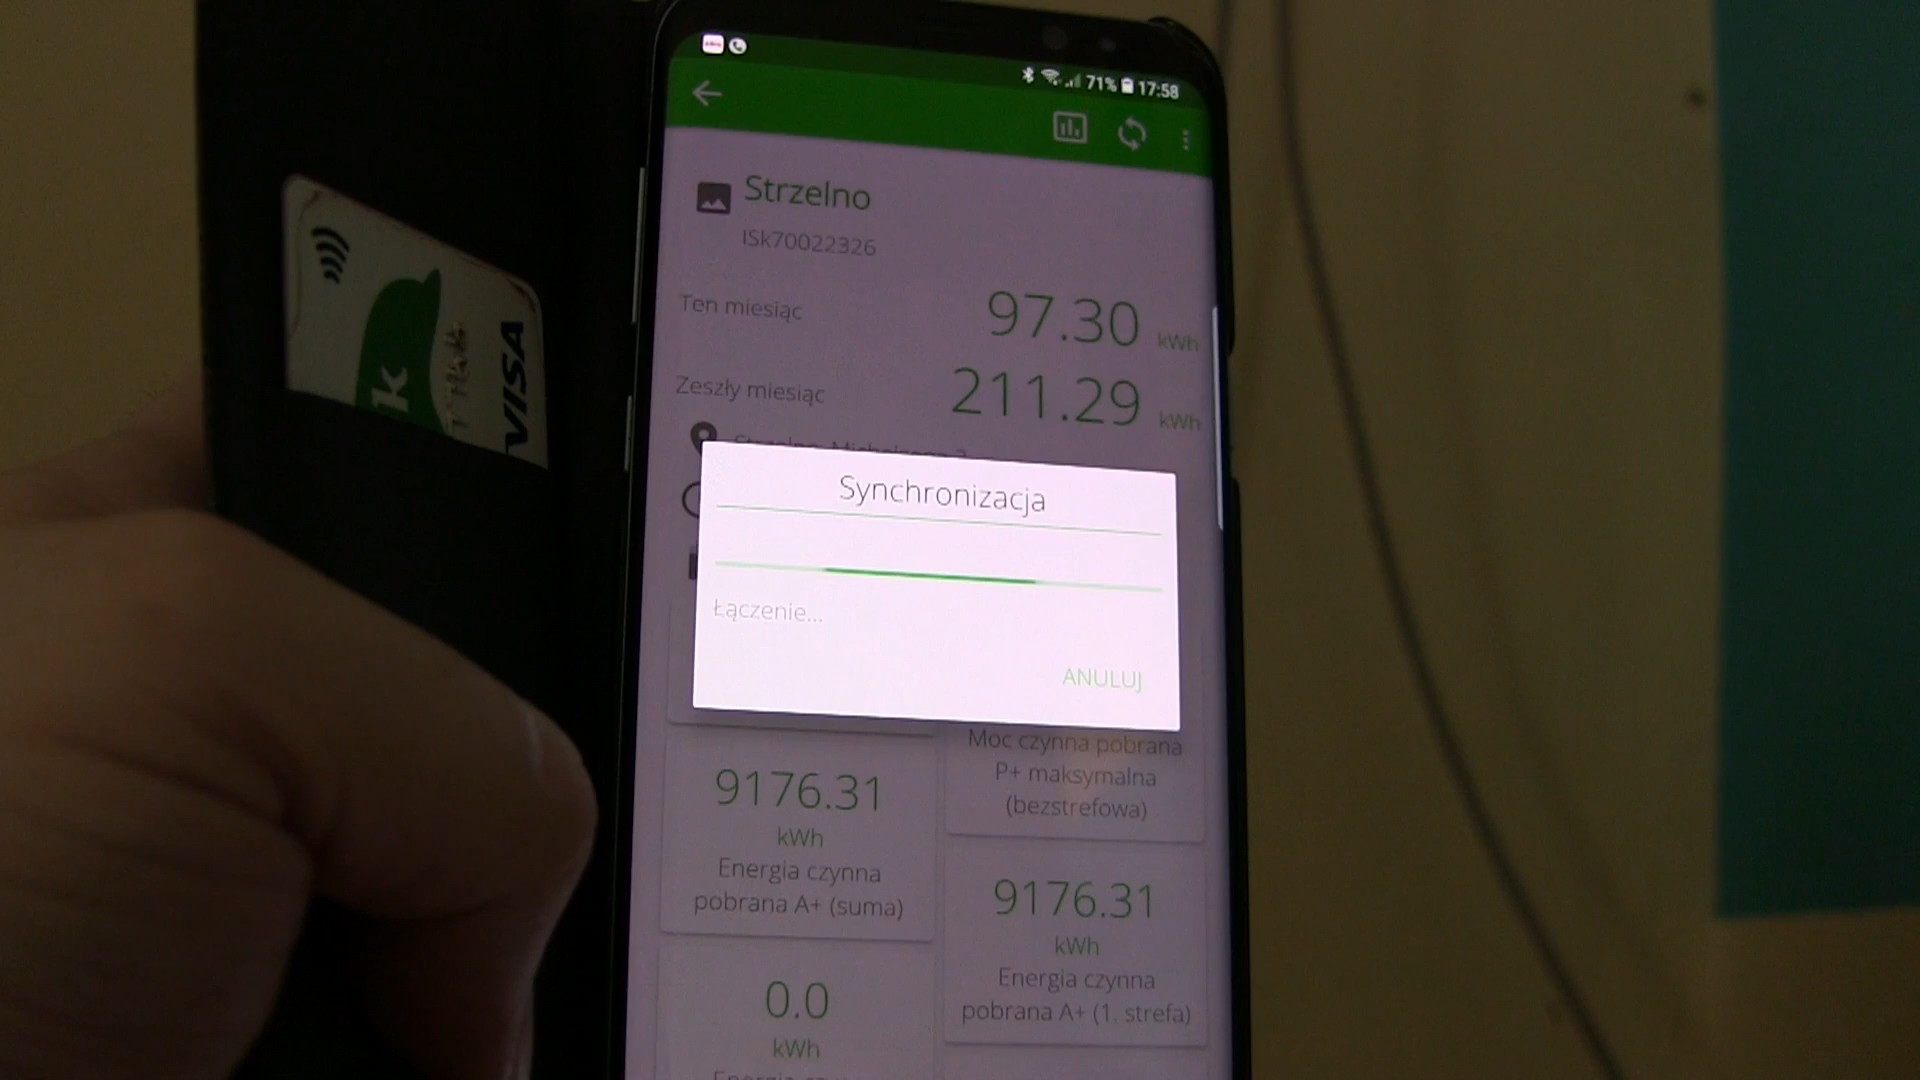 71% 17:58
Strzelno
ISk70022326
Ten miesiąc 97.30 kWh
Zeszły miesiąc 211.29 kWh
Synchronizacja
Łączenie...
ANULUJ
Moc czynna pobrana
P+ maksymalna
(bezstrefowa)
9176.31
kWh
Energia czynna
pobrana A+ (suma)
9176.31
kWh
Energia czynna
pobrana A+ (1. strefa)
0.0
kWh
VISA
k